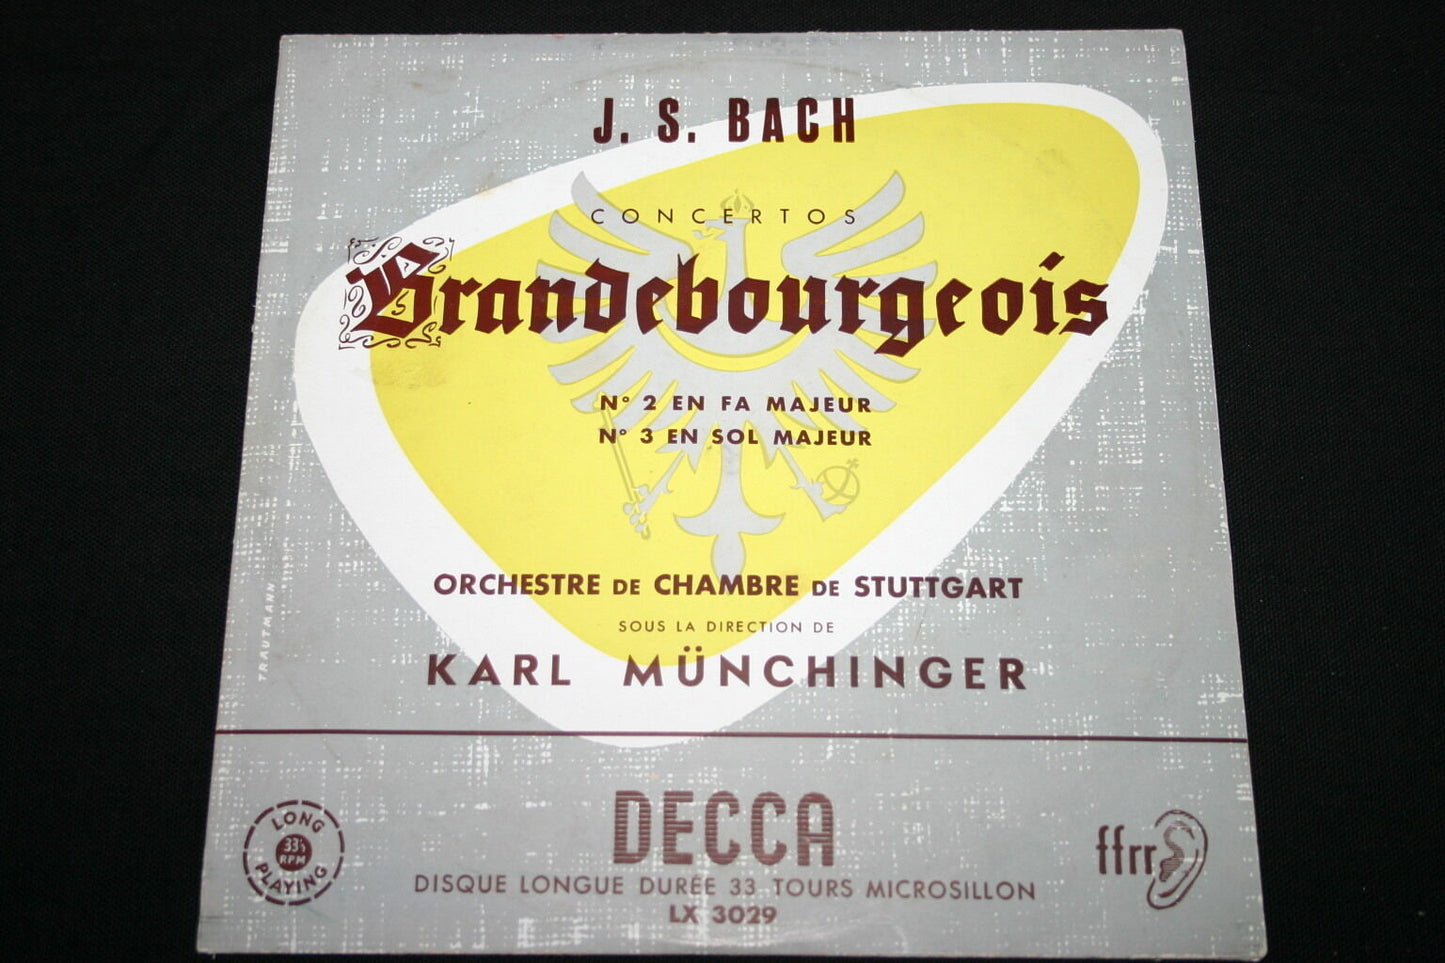 J. S. BACH
CONCERTOS
Brandebourgeois
N° 2 EN FA MAJEUR
N° 3 EN SOL MAJEUR
ORCHESTRE DE CHAMBRE DE STUTTGART
SOUS LA DIRECTION DE
KARL MÜNCHINGER
TRAUTMANN
LONG
33⅓
RPM
PLAYING
DECCA
ffrr
DISQUE LONGUE DURÉE 33 TOURS MICROSILLON
LX 3029